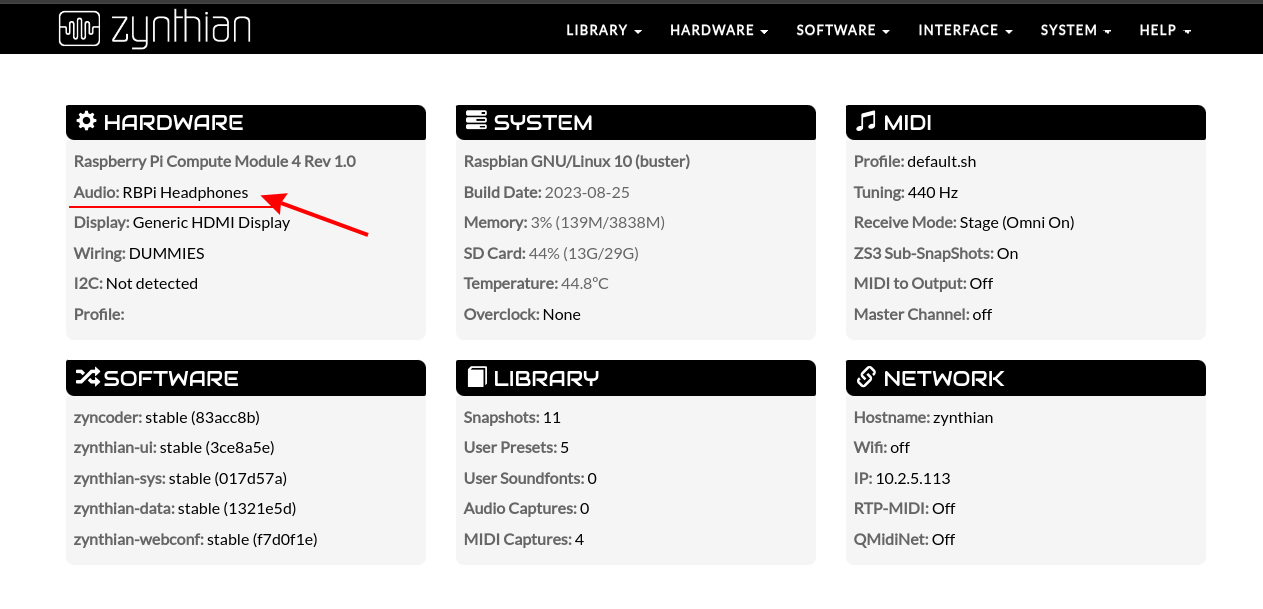 zynthian
LIBRARY HARDWARE SOFTWARE INTERFACE SYSTEM HELP
HARDWARE
Raspberry Pi Compute Module 4 Rev 1.0
Audio: RBPi Headphones
Display: Generic HDMI Display
Wiring: DUMMIES
I2C: Not detected
Profile:
SYSTEM
Raspbian GNU/Linux 10 (buster)
Build Date: 2023-08-25
Memory: 3% (139M/3838M)
SD Card: 44% (13G/29G)
Temperature: 44.8ºC
Overclock: None
MIDI
Profile: default.sh
Tuning: 440 Hz
Receive Mode: Stage (Omni On)
ZS3 Sub-SnapShots: On
MIDI to Output: Off
Master Channel: off
SOFTWARE
zyncoder: stable (83acc8b)
zynthian-ui: stable (3ce8a5e)
zynthian-sys: stable (017d57a)
zynthian-data: stable (1321e5d)
zynthian-webconf: stable (f7d0f1e)
LIBRARY
Snapshots: 11
User Presets: 5
User Soundfonts: 0
Audio Captures: 0
MIDI Captures: 4
NETWORK
Hostname: zynthian
Wifi: off
IP: 10.2.5.113
RTP-MIDI: Off
QMidiNet: Off